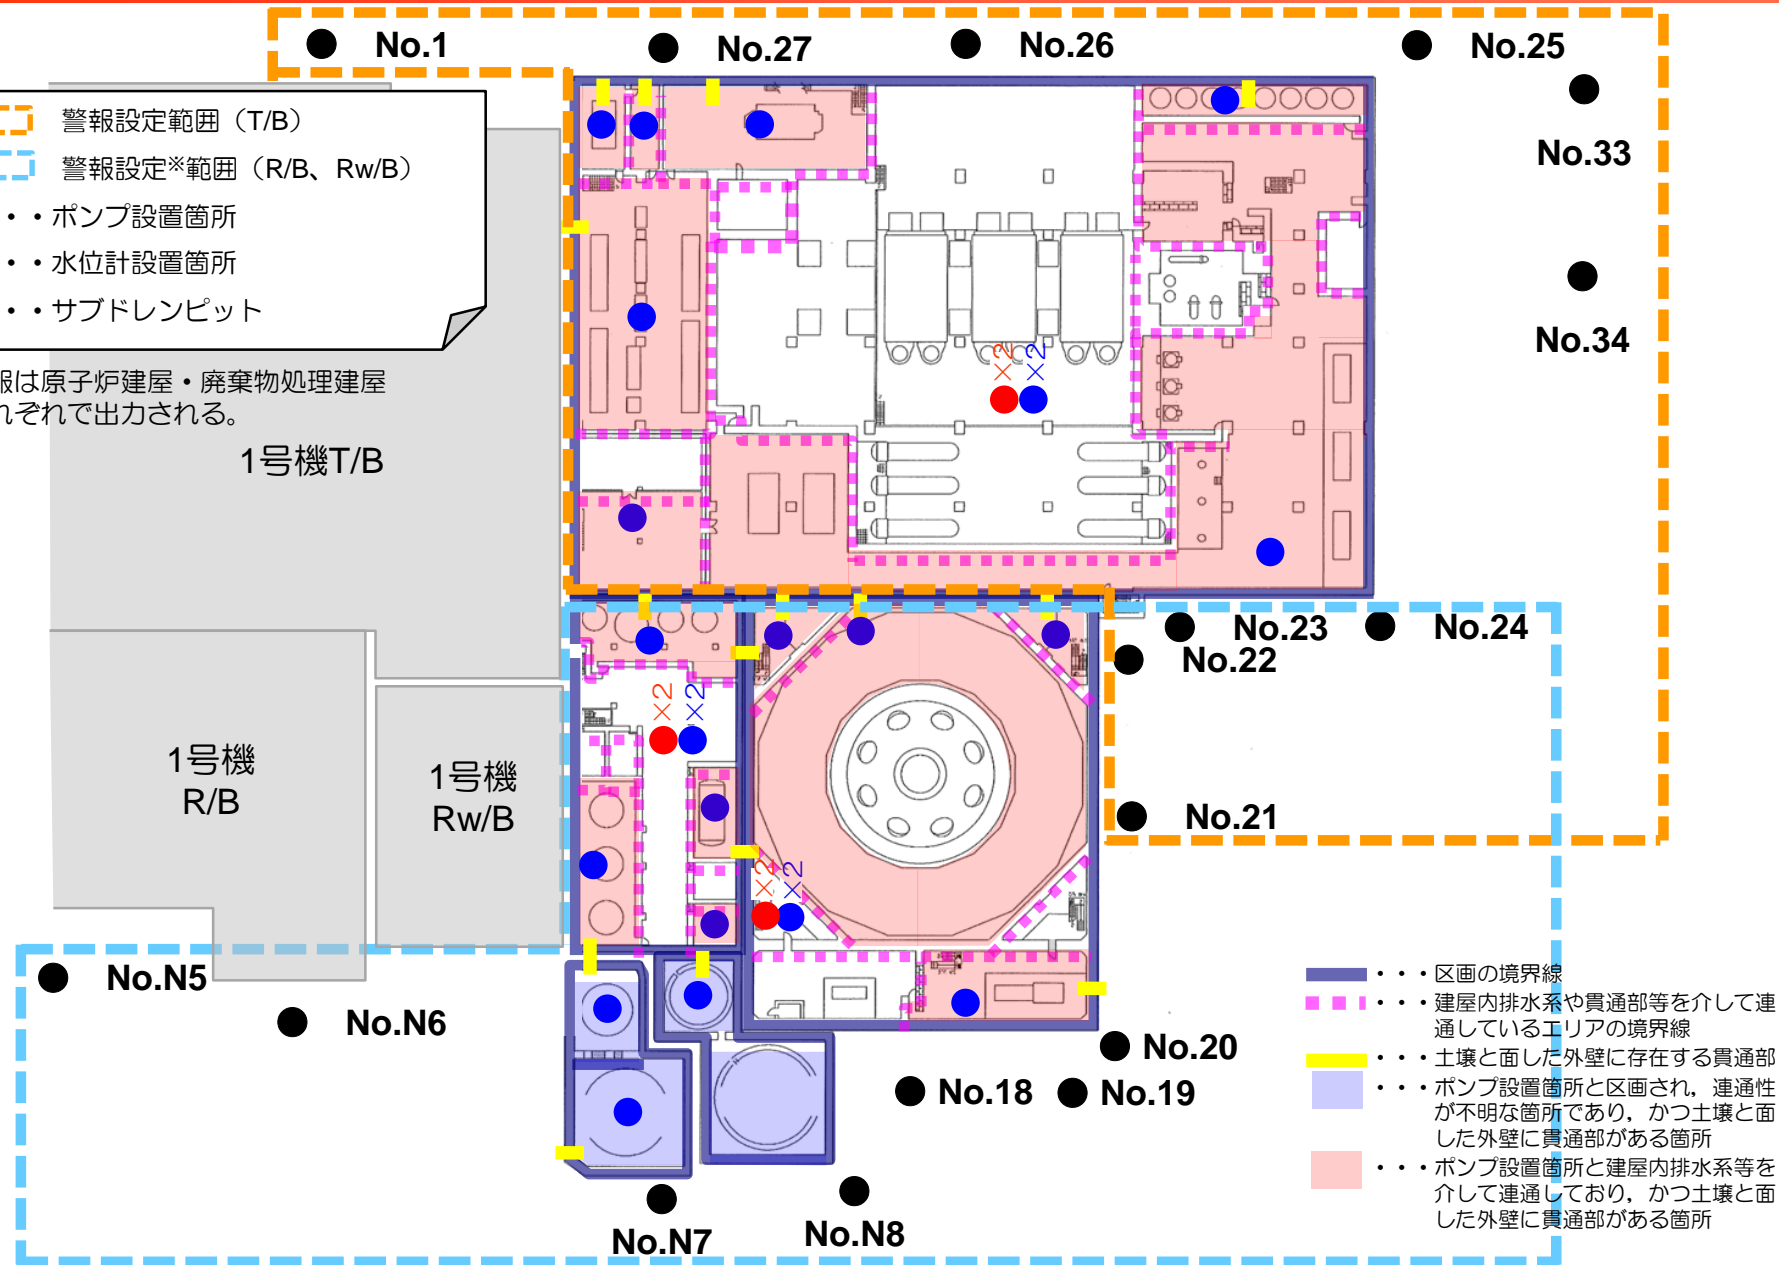 No.1
No.27
No.26
No.25
No.33
No.34
警報設定範囲（T/B）
警報設定※範囲（R/B、Rw/B）
・・ポンプ設置箇所
・・水位計設置箇所
・・サブドレンピット
報は原子炉建屋・廃棄物処理建屋
れぞれで出力される。
1号機T/B
×2 ×2
No.23
No.24
No.22
×2 ×2
1号機
R/B
1号機
Rw/B
No.21
×2 ×2
No.N5
No.N6
No.20
No.18
No.19
No.N7
No.N8
・・・区画の境界線
・・・建屋内排水系や貫通部等を介して連
通しているエリアの境界線
・・・土壌と面した外壁に存在する貫通部
・・・ポンプ設置箇所と区画され，連通性
が不明な箇所であり，かつ土壌と面
した外壁に貫通部がある箇所
・・・ポンプ設置箇所と建屋内排水系等を
介して連通しており，かつ土壌と面
した外壁に貫通部がある箇所